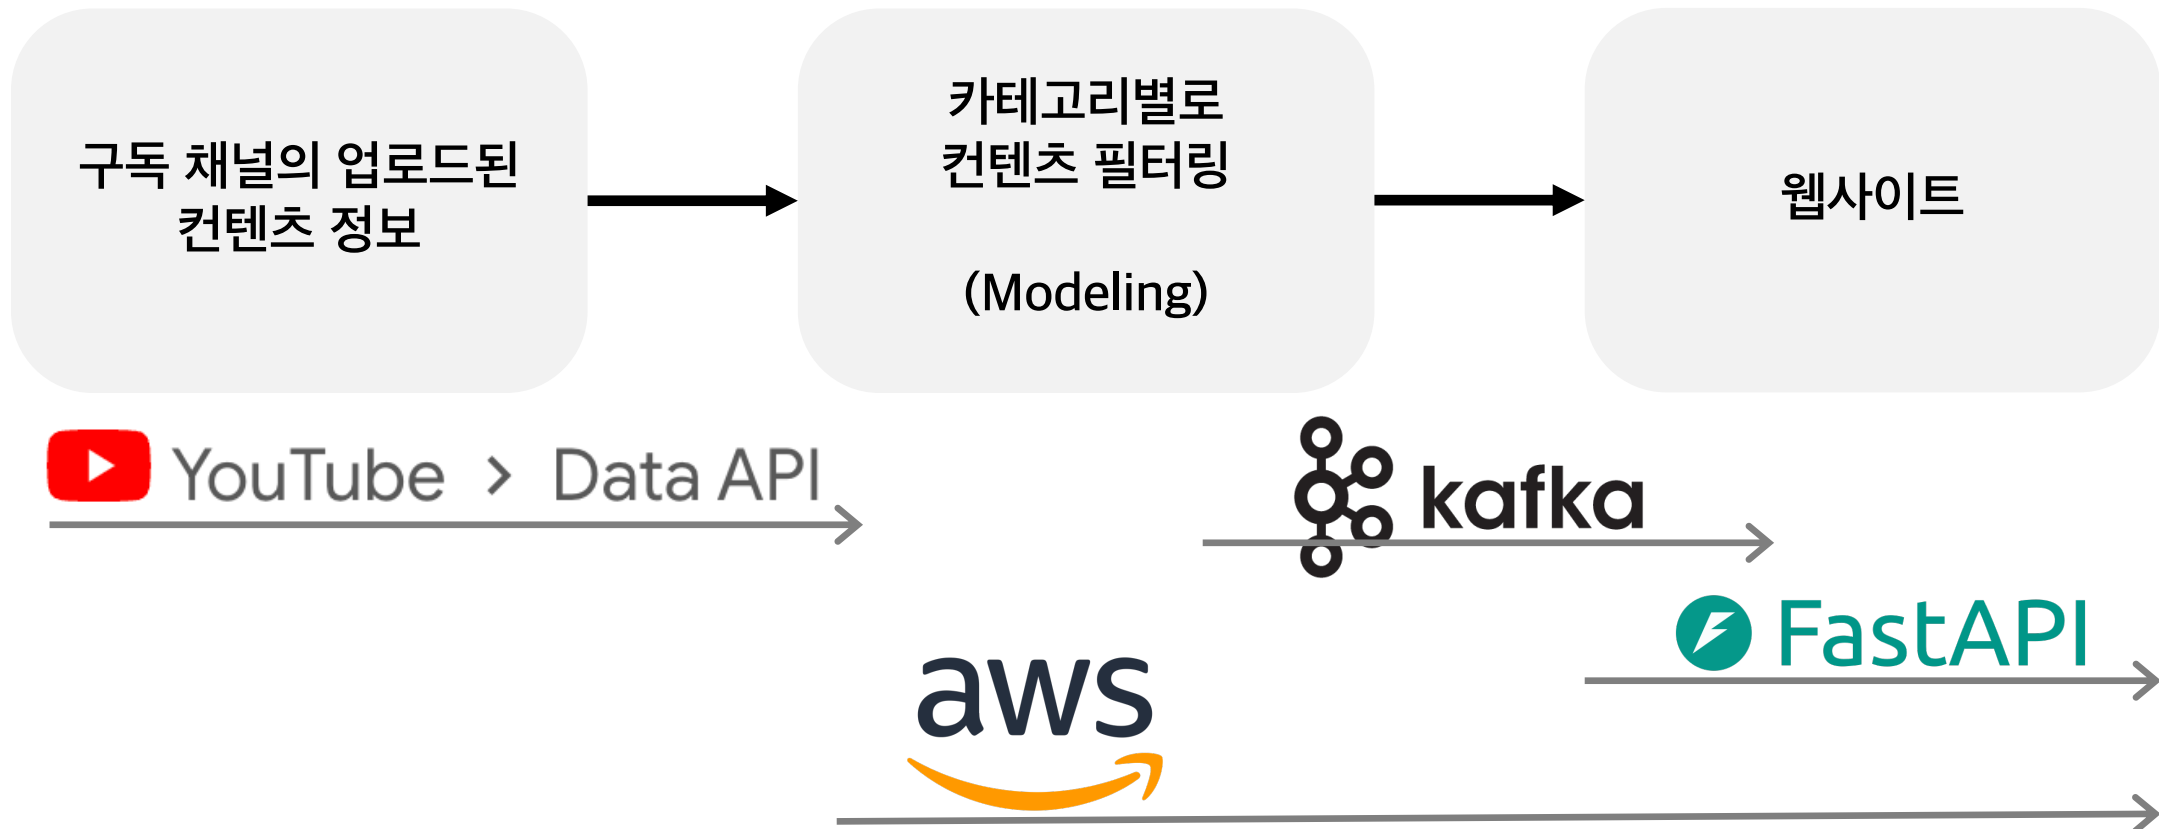 구독 채널의 업로드된
컨텐츠 정보
카테고리별로
컨텐츠 필터링
(Modeling)
웹사이트
YouTube > Data API
kafka
FastAPI
aws